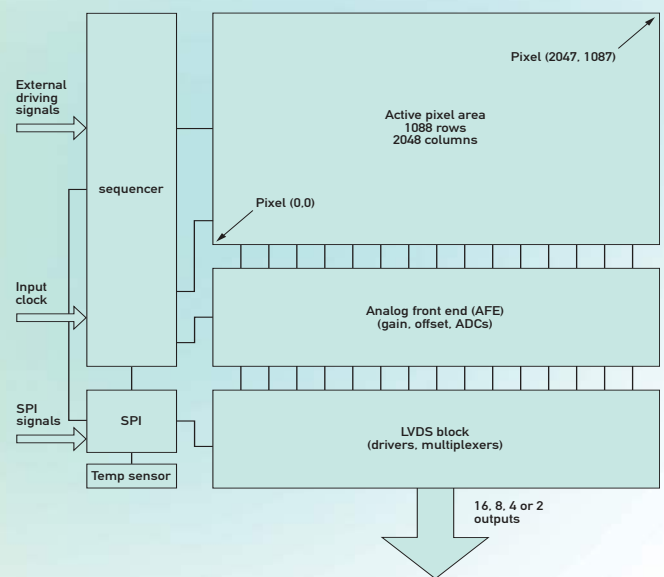 Pixel (2047, 1087)
External
driving
signals
Active pixel area
1088 rows
2048 columns
sequencer
Pixel (0,0)
Input
clock
Analog front end (AFE)
(gain, offset, ADCs)
SPI
signals
SPI
LVDS block
(drivers, multiplexers)
Temp sensor
16, 8, 4 or 2
outputs